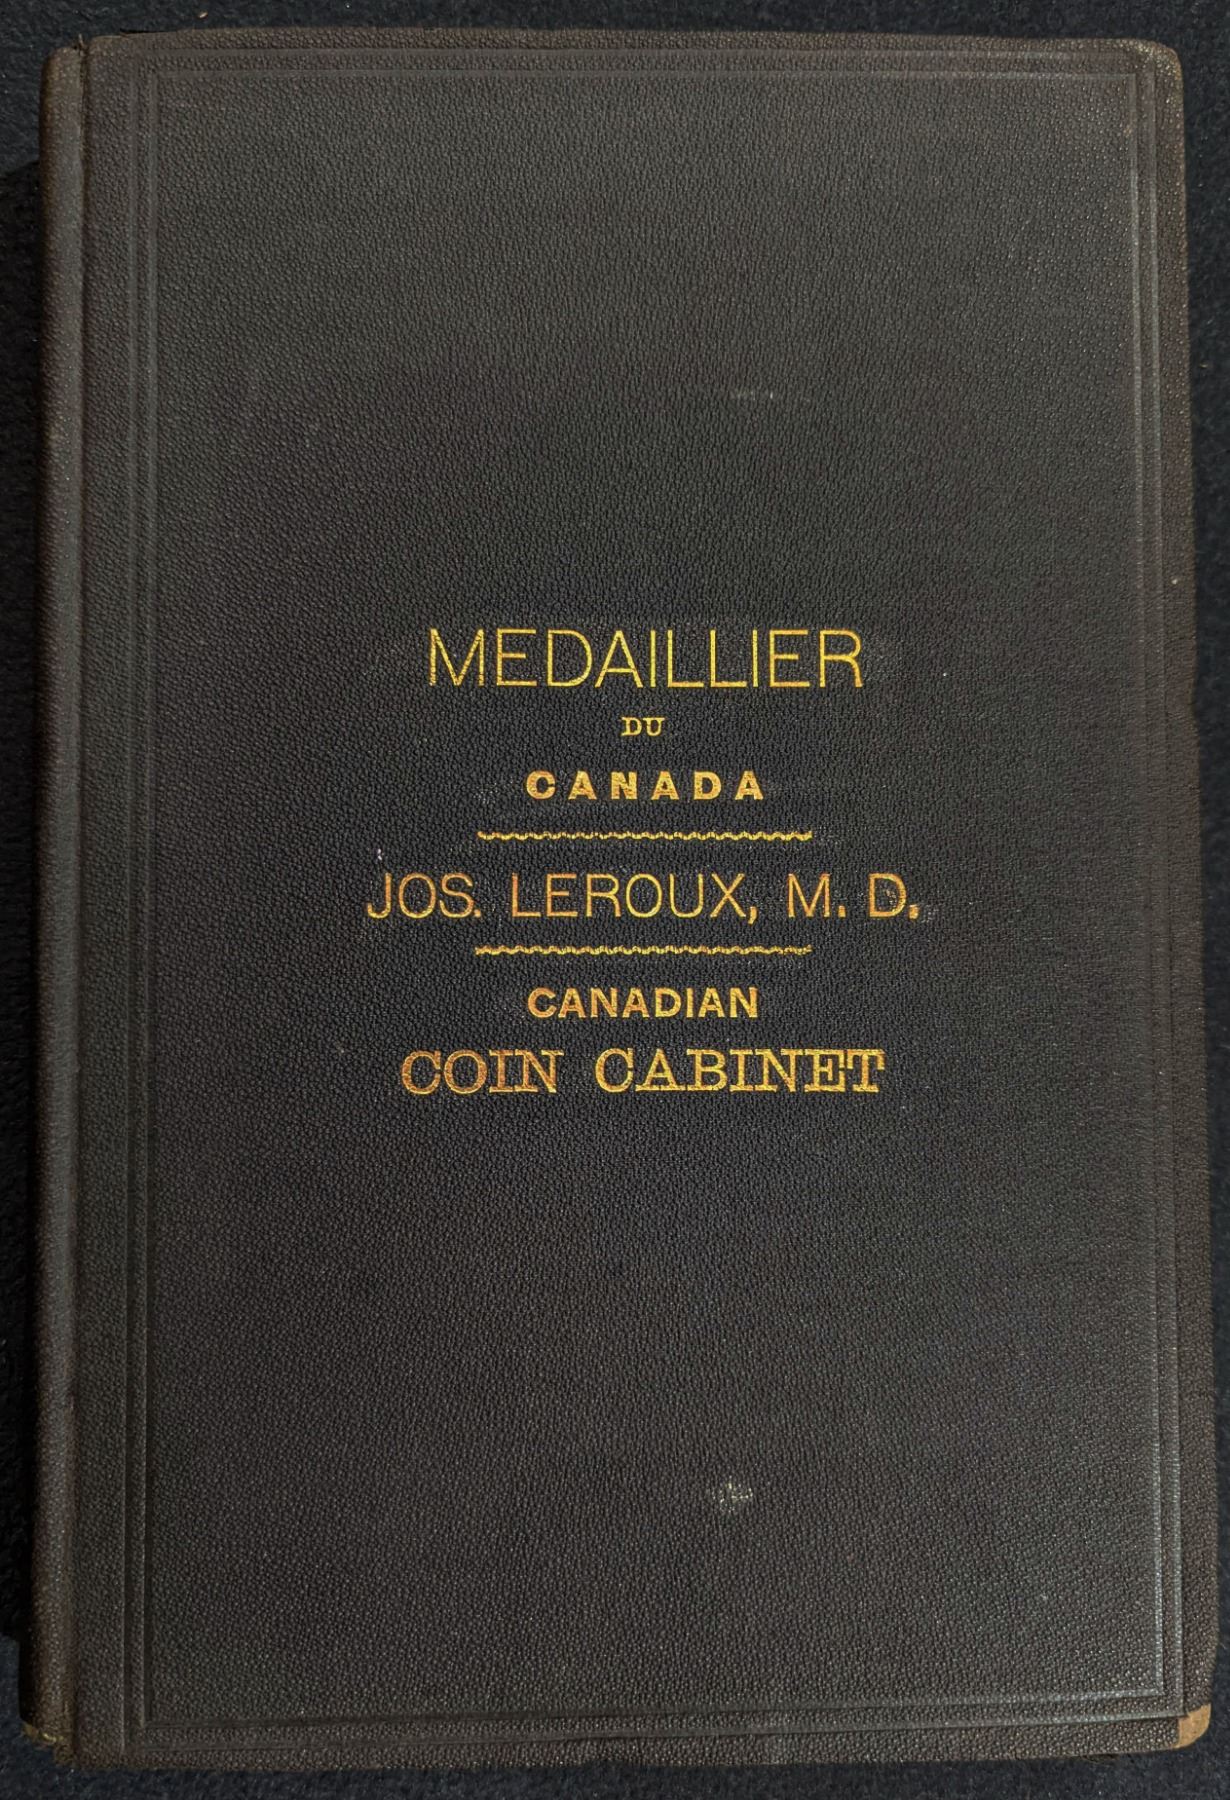 MEDAILLIER
DU
CANADA
JOS. LEROUX, M. D.
CANADIAN
COIN CABINET